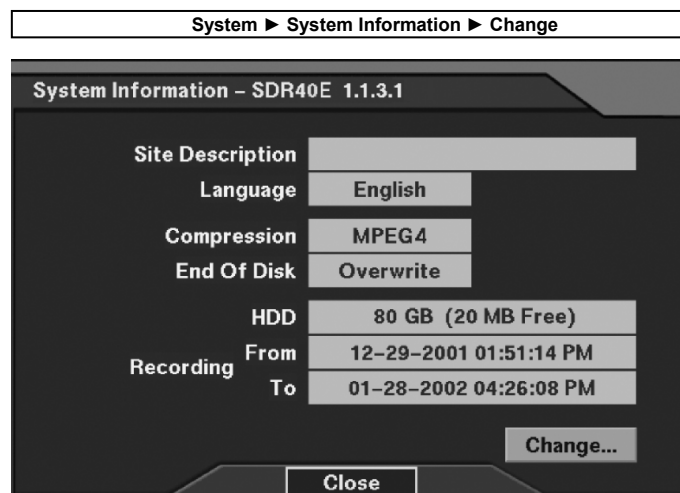 System ► System Information ► Change
System Information – SDR40E 1.1.3.1
Site Description
Language English
Compression MPEG4
End Of Disk Overwrite
HDD 80 GB (20 MB Free)
Recording From 12–29–2001 01:51:14 PM
To 01–28–2002 04:26:08 PM
Change...
Close